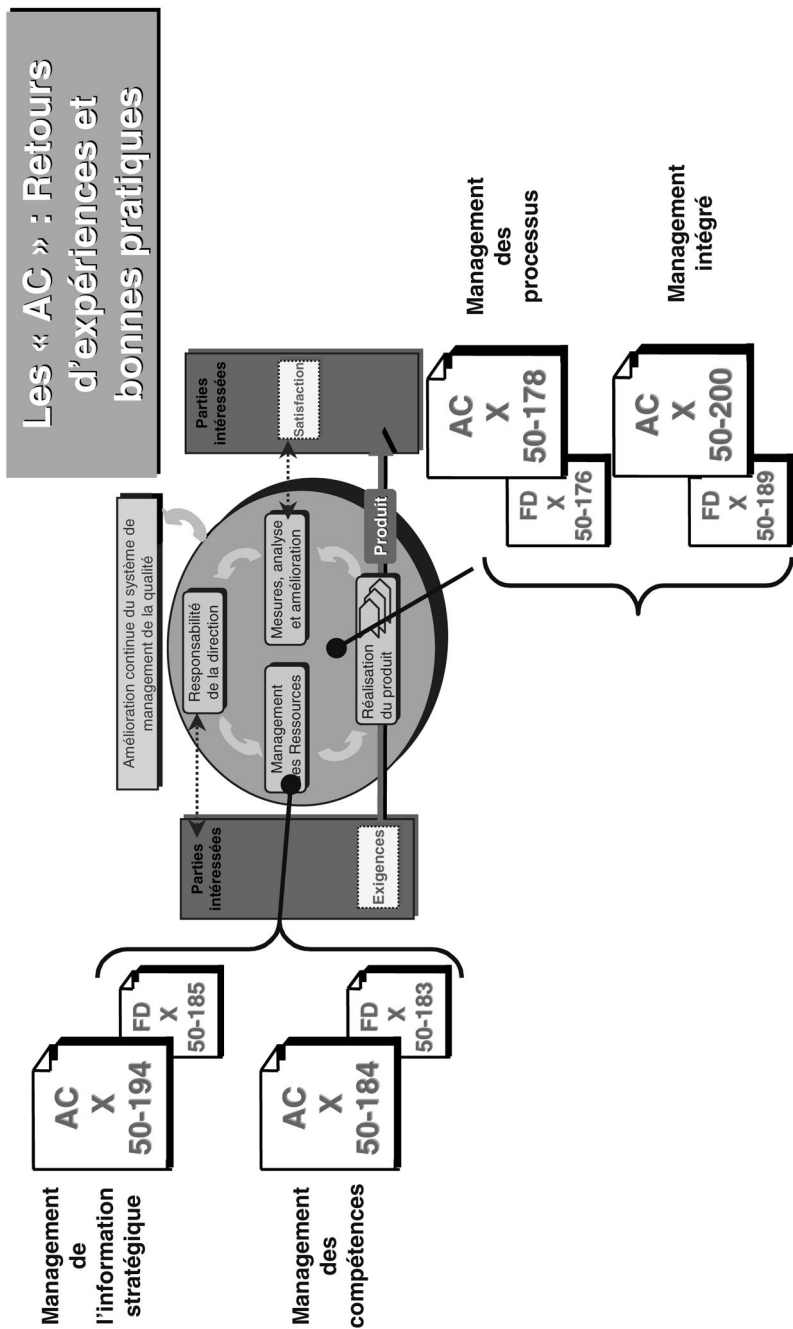 Les « AC » : Retours
d'expériences et
bonnes pratiques
Amélioration continue du système de
management de la qualité
Parties
intéressées
Exigences
Responsabilité
de la direction
Management
des Ressources
Mesures, analyse
et amélioration
Réalisation
du produit
Produit
Parties
intéressées
Satisfaction
Management
de
l'information
stratégique
AC
X
50-194
FD
X
50-185
Management
des
compétences
AC
X
50-184
FD
X
50-183
FD
X
50-176
AC
X
50-178
Management
des
processus
FD
X
50-189
AC
X
50-200
Management
intégré